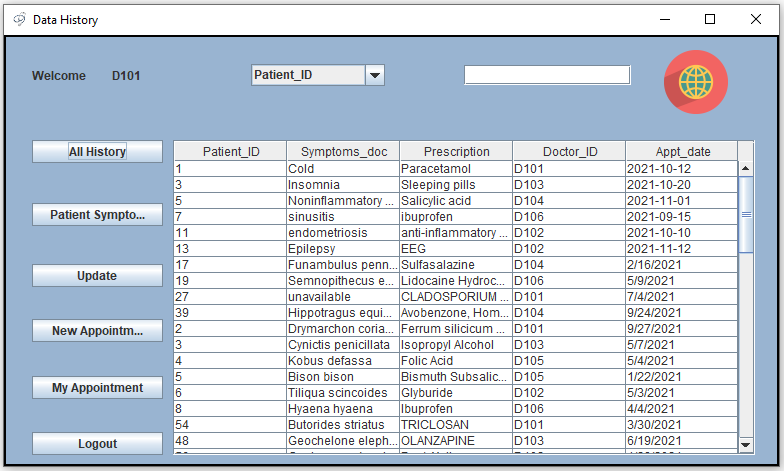 Data History
Welcome D101 Patient_ID
All History
Patient Sympto...
Update
New Appointm...
My Appointment
Logout
Patient_ID Symptoms_doc Prescription Doctor_ID Appt_date
1 Cold Paracetamol D101 2021-10-12
3 Insomnia Sleeping pills D103 2021-10-20
5 Noninflammatory ... Salicylic acid D104 2021-11-01
7 sinusitis ibuprofen D106 2021-09-15
11 endometriosis anti-inflammatory ... D102 2021-10-10
13 Epilepsy EEG D102 2021-11-12
17 Funambulus penn... Sulfasalazine D104 2/16/2021
19 Semnopithecus e... Lidocaine Hydroc... D106 5/9/2021
27 unavailable CLADOSPORIUM ... D101 7/4/2021
39 Hippotragus equi... Avobenzone, Hom... D104 9/24/2021
2 Drymarchon coria... Ferrum silicicum ... D101 9/27/2021
3 Cynictis penicillata Isopropyl Alcohol D103 5/7/2021
4 Kobus defassa Folic Acid D105 5/4/2021
5 Bison bison Bismuth Subsalic... D105 1/22/2021
6 Tiliqua scincoides Glyburide D102 5/3/2021
8 Hyaena hyaena Ibuprofen D106 4/4/2021
54 Butorides striatus TRICLOSAN D101 3/30/2021
48 Geochelone eleph... OLANZAPINE D103 6/19/2021